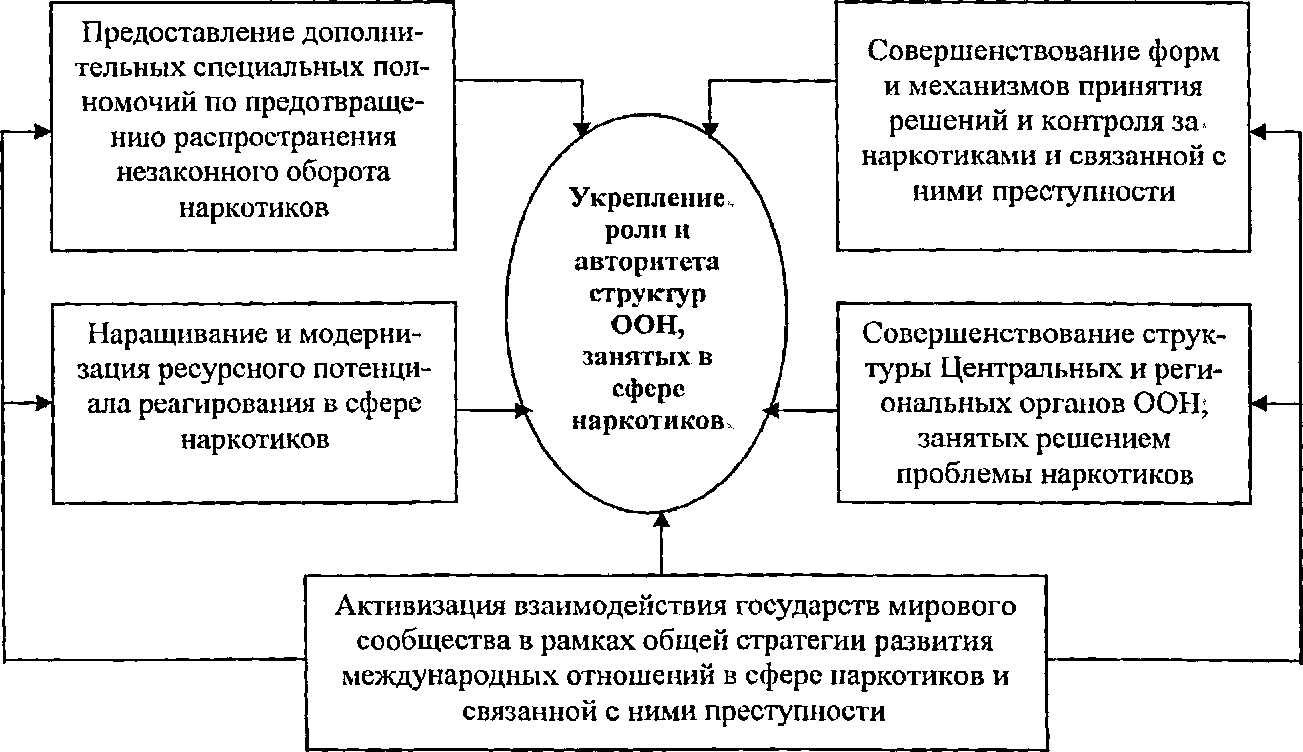 Предоставление дополни-
тельных специальных пол-
номочий по предотвраще-
нию распространения
незаконного оборота
наркотиков
Совершенствование форм
и механизмов принятия
решений и контроля за
наркотиками и связанной с
ними преступности
Укрепление
роли и
авторитета
структур
ООН,
занятых в
сфере
наркотиков
Наращивание и модерни-
зация ресурсного потенци-
ала реагирования в сфере
наркотиков
Совершенствование струк-
туры Центральных и реги-
ональных органов ООН;
занятых решением
проблемы наркотиков
Активизация взаимодействия государств мирового
сообщества в рамках общей стратегии развития
международных отношений в сфере наркотиков и
связанной с ними преступности